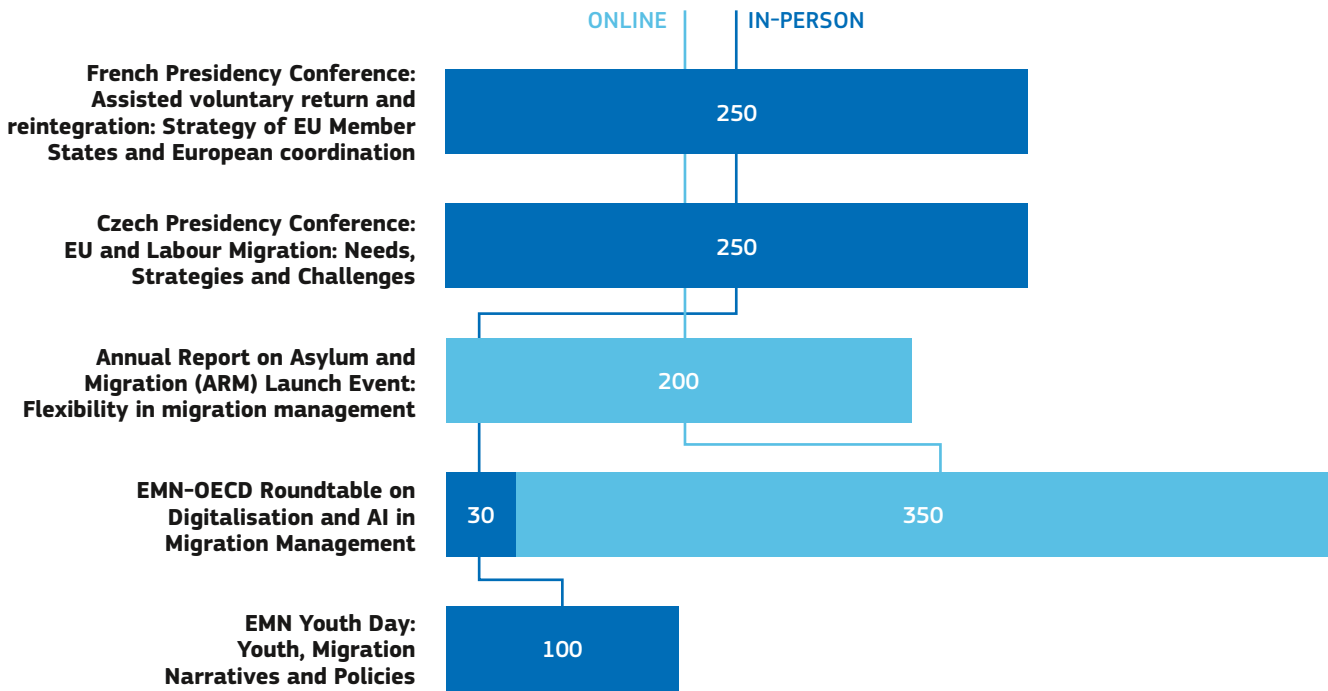 ONLINE
IN-PERSON
French Presidency Conference:
Assisted voluntary return and
reintegration: Strategy of EU Member
States and European coordination
250
Czech Presidency Conference:
EU and Labour Migration: Needs,
Strategies and Challenges
250
Annual Report on Asylum and
Migration (ARM) Launch Event:
Flexibility in migration management
200
EMN-OECD Roundtable on
Digitalisation and AI in
Migration Management
30
350
EMN Youth Day:
Youth, Migration
Narratives and Policies
100